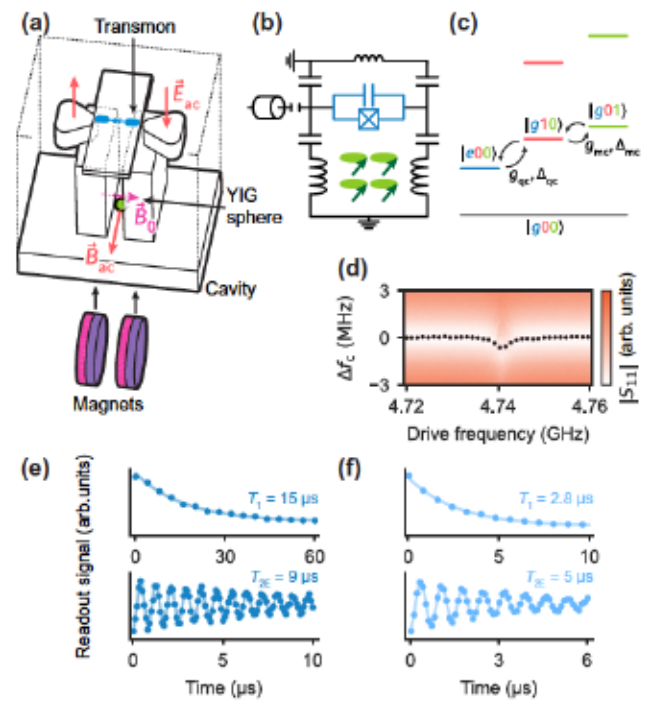 (a)
Transmon
E⃗ac
YIG
sphere
B⃗0
B⃗ac
Cavity
Magnets
(b)
(c)
|g10⟩
|g01⟩
|e00⟩
gmc, Δmc
gqc, Δqc
|g00⟩
(d)
Δfc (MHz)
3
0
−3
4.72
4.74
4.76
Drive frequency (GHz)
|S11| (arb. units)
(e)
Readout signal (arb.units)
T1 = 15 µs
0
30
60
T2E = 9 µs
0
5
10
Time (µs)
(f)
T1 = 2.8 µs
0
5
10
T2E = 5 µs
0
3
6
Time (µs)